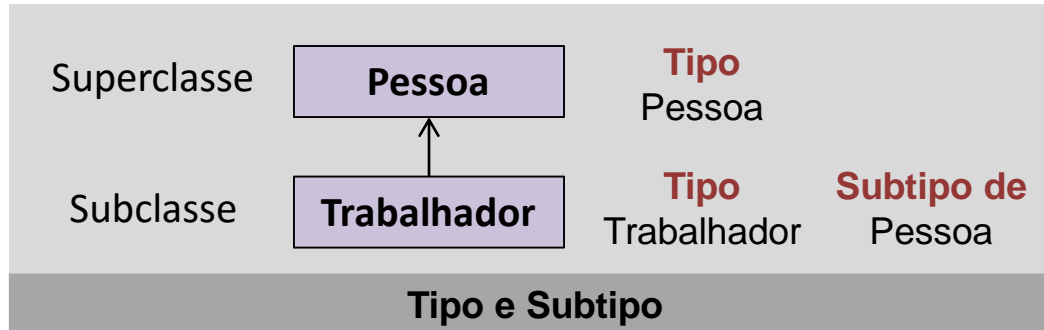 Superclasse
Pessoa
Tipo
Pessoa
Subclasse
Trabalhador
Tipo
Trabalhador
Subtipo de
Pessoa
Tipo e Subtipo